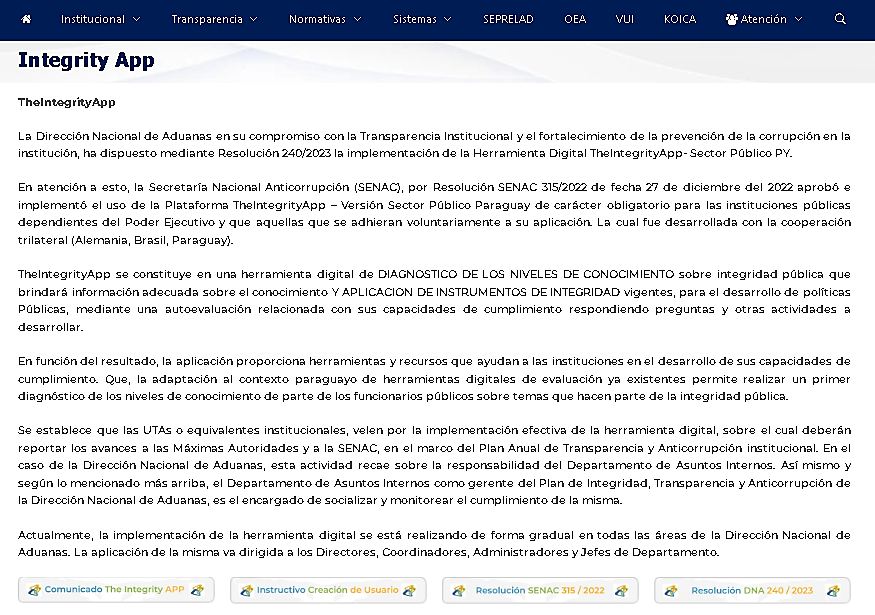 Institucional Transparencia Normativas Sistemas SEPRELAD OEA VUI KOICA Atención
Integrity App
TheIntegrityApp
La Dirección Nacional de Aduanas en su compromiso con la Transparencia Institucional y el fortalecimiento de la prevención de la corrupción en la
institución, ha dispuesto mediante Resolución 240/2023 la implementación de la Herramienta Digital TheIntegrityApp- Sector Público PY.
En atención a esto, la Secretaría Nacional Anticorrupción (SENAC), por Resolución SENAC 315/2022 de fecha 27 de diciembre del 2022 aprobó e
implementó el uso de la Plataforma TheIntegrityApp – Versión Sector Público Paraguay de carácter obligatorio para las instituciones públicas
dependientes del Poder Ejecutivo y que aquellas que se adhieran voluntariamente a su aplicación. La cual fue desarrollada con la cooperación
trilateral (Alemania, Brasil, Paraguay).
TheIntegrityApp se constituye en una herramienta digital de DIAGNOSTICO DE LOS NIVELES DE CONOCIMIENTO sobre integridad pública que
brindará información adecuada sobre el conocimiento Y APLICACION DE INSTRUMENTOS DE INTEGRIDAD vigentes, para el desarrollo de políticas
Públicas, mediante una autoevaluación relacionada con sus capacidades de cumplimiento respondiendo preguntas y otras actividades a
desarrollar.
En función del resultado, la aplicación proporciona herramientas y recursos que ayudan a las instituciones en el desarrollo de sus capacidades de
cumplimiento. Que, la adaptación al contexto paraguayo de herramientas digitales de evaluación ya existentes permite realizar un primer
diagnóstico de los niveles de conocimiento de parte de los funcionarios públicos sobre temas que hacen parte de la integridad pública.
Se establece que las UTAs o equivalentes institucionales, velen por la implementación efectiva de la herramienta digital, sobre el cual deberán
reportar los avances a las Máximas Autoridades y a la SENAC, en el marco del Plan Anual de Transparencia y Anticorrupción institucional. En el
caso de la Dirección Nacional de Aduanas, esta actividad recae sobre la responsabilidad del Departamento de Asuntos Internos. Así mismo y
según lo mencionado más arriba, el Departamento de Asuntos Internos como gerente del Plan de Integridad, Transparencia y Anticorrupción de
la Dirección Nacional de Aduanas, es el encargado de socializar y monitorear el cumplimiento de la misma.
Actualmente, la implementación de la herramienta digital se está realizando de forma gradual en todas las áreas de la Dirección Nacional de
Aduanas. La aplicación de la misma va dirigida a los Directores, Coordinadores, Administradores y Jefes de Departamento.
Comunicado The Integrity APP Instructivo Creación de Usuario Resolución SENAC 315 / 2022 Resolución DNA 240 / 2023